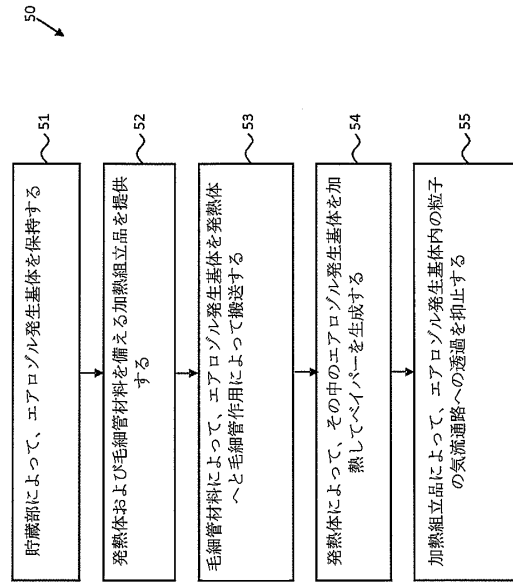 50
51
貯蔵部によって、エアロゾル発生基体を保持する
52
発熱体および毛細管材料を備える加熱組立品を提供
する
53
毛細管材料によって、エアロゾル発生基体を発熱体
へと毛細管作用によって搬送する
54
発熱体によって、その中のエアロゾル発生基体を加
熱してベイパーを生成する
55
加熱組立品によって、エアロゾル発生基体内の粒子
の気流通路への透過を抑止する